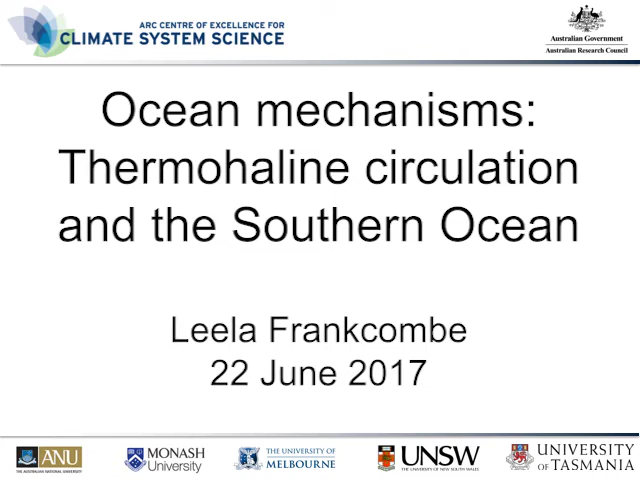 ARC CENTRE OF EXCELLENCE FOR
CLIMATE SYSTEM SCIENCE
Australian Government
Australian Research Council
Ocean mechanisms:
Thermohaline circulation
and the Southern Ocean
Leela Frankcombe
22 June 2017
ANU
THE AUSTRALIAN NATIONAL UNIVERSITY
MONASH
University
THE UNIVERSITY OF
MELBOURNE
UNSW
THE UNIVERSITY OF NEW SOUTH WALES
UNIVERSITY
OF TASMANIA